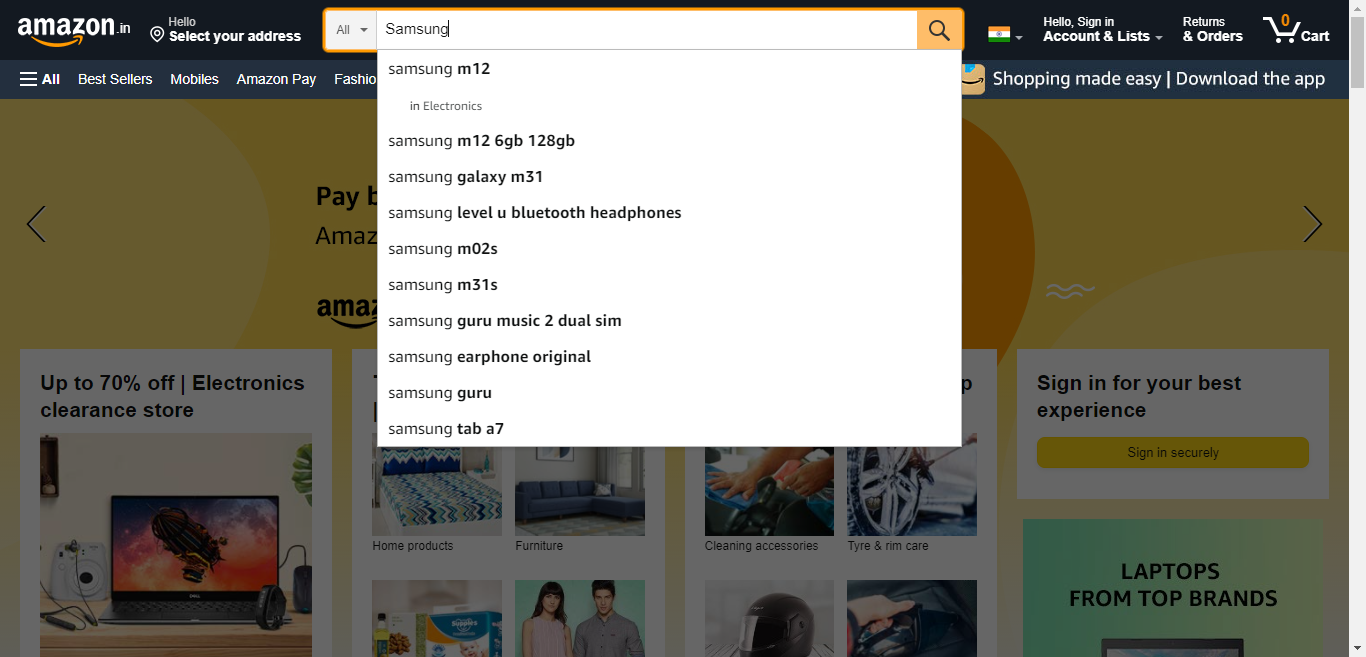 amazon.in
Hello
Select your address
All
Samsung
Hello, Sign in
Account & Lists
Returns
& Orders
0
Cart
All
Best Sellers
Mobiles
Amazon Pay
Fashio
Shopping made easy | Download the app
samsung m12
in Electronics
samsung m12 6gb 128gb
samsung galaxy m31
samsung level u bluetooth headphones
samsung m02s
samsung m31s
samsung guru music 2 dual sim
samsung earphone original
samsung guru
samsung tab a7
Pay b
Amaz
amaz
Up to 70% off | Electronics
clearance store
DELL
Home products
Furniture
Supples
Cleaning accessories
Tyre & rim care
Sign in for your best
experience
Sign in securely
LAPTOPS
FROM TOP BRANDS